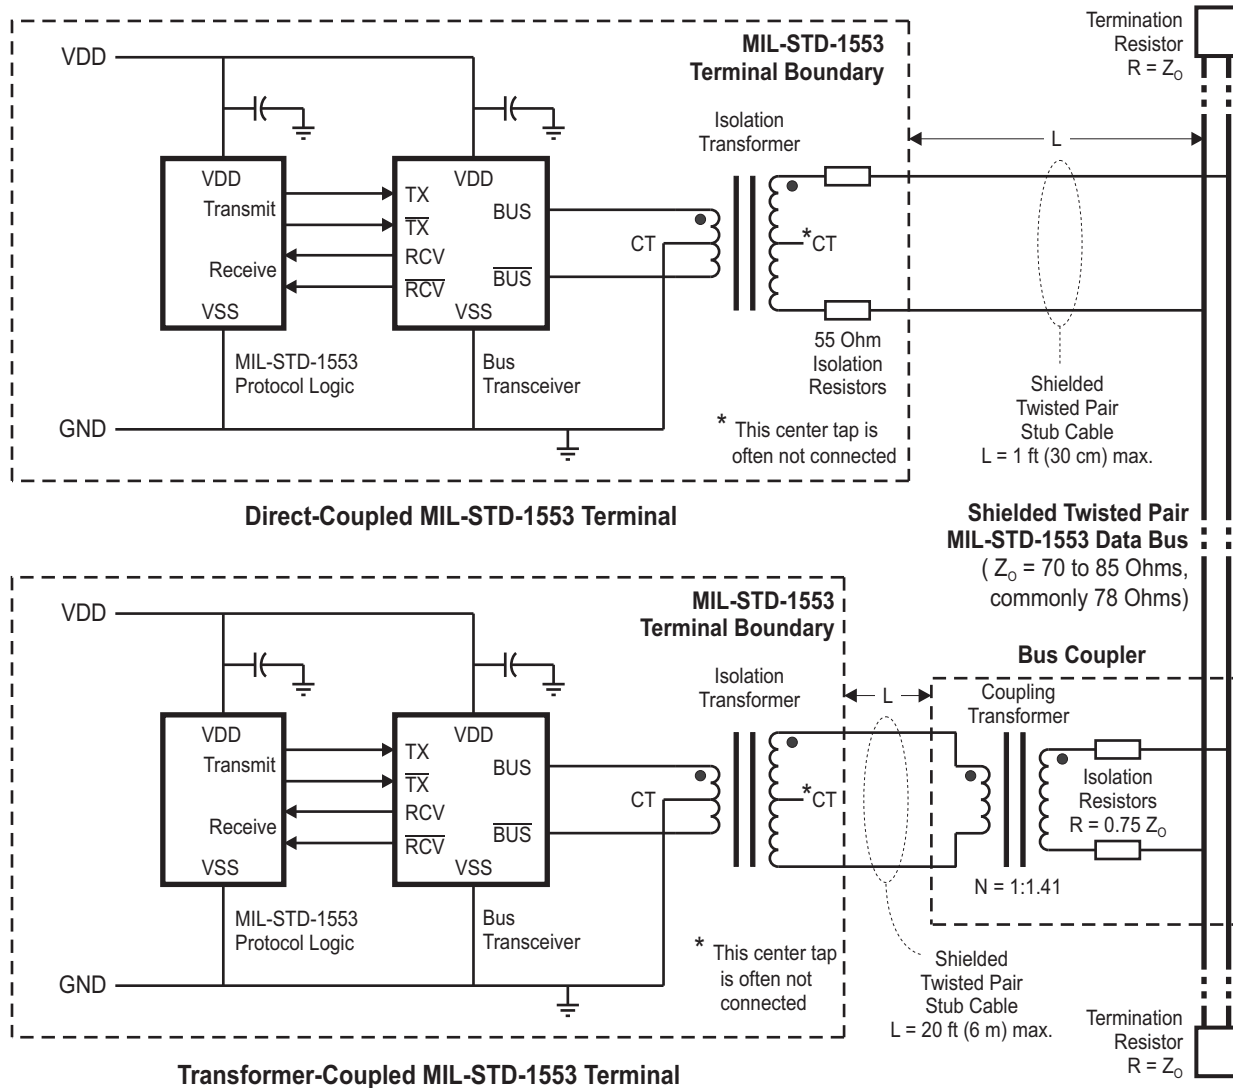 MIL-STD-1553
Terminal Boundary
VDD
Isolation
Transformer
Termination
Resistor
R = Z₀
L
VDD
Transmit
Receive
VSS
VDD
TX
T̅X̅
RCV
R̅C̅V̅
VSS
BUS
B̅U̅S̅
CT
*CT
MIL-STD-1553
Protocol Logic
Bus
Transceiver
55 Ohm
Isolation
Resistors
GND
* This center tap is
often not connected
Shielded
Twisted Pair
Stub Cable
L = 1 ft (30 cm) max.
Direct-Coupled MIL-STD-1553 Terminal
Shielded Twisted Pair
MIL-STD-1553 Data Bus
( Z₀ = 70 to 85 Ohms,
commonly 78 Ohms)
MIL-STD-1553
Terminal Boundary
VDD
Isolation
Transformer
L
Bus Coupler
Coupling
Transformer
VDD
Transmit
Receive
VSS
VDD
TX
T̅X̅
RCV
R̅C̅V̅
VSS
BUS
B̅U̅S̅
CT
*CT
Isolation
Resistors
R = 0.75 Z₀
N = 1:1.41
MIL-STD-1553
Protocol Logic
Bus
Transceiver
GND
* This center tap
is often not
connected
Shielded
Twisted Pair
Stub Cable
L = 20 ft (6 m) max.
Termination
Resistor
R = Z₀
Transformer-Coupled MIL-STD-1553 Terminal